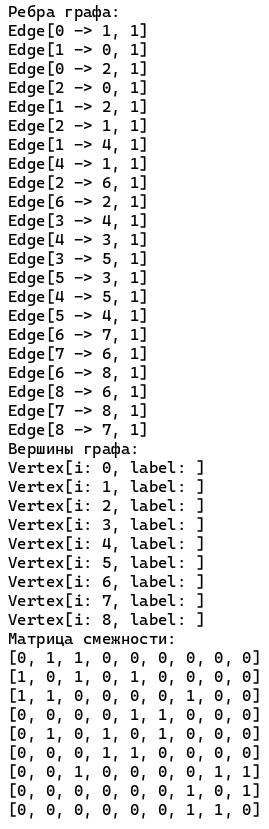 Ребра графа:
Edge[0 -> 1, 1]
Edge[1 -> 0, 1]
Edge[0 -> 2, 1]
Edge[2 -> 0, 1]
Edge[1 -> 2, 1]
Edge[2 -> 1, 1]
Edge[1 -> 4, 1]
Edge[4 -> 1, 1]
Edge[2 -> 6, 1]
Edge[6 -> 2, 1]
Edge[3 -> 4, 1]
Edge[4 -> 3, 1]
Edge[3 -> 5, 1]
Edge[5 -> 3, 1]
Edge[4 -> 5, 1]
Edge[5 -> 4, 1]
Edge[6 -> 7, 1]
Edge[7 -> 6, 1]
Edge[6 -> 8, 1]
Edge[8 -> 6, 1]
Edge[7 -> 8, 1]
Edge[8 -> 7, 1]
Вершины графа:
Vertex[i: 0, label: ]
Vertex[i: 1, label: ]
Vertex[i: 2, label: ]
Vertex[i: 3, label: ]
Vertex[i: 4, label: ]
Vertex[i: 5, label: ]
Vertex[i: 6, label: ]
Vertex[i: 7, label: ]
Vertex[i: 8, label: ]
Матрица смежности:
[0, 1, 1, 0, 0, 0, 0, 0, 0]
[1, 0, 1, 0, 1, 0, 0, 0, 0]
[1, 1, 0, 0, 0, 0, 1, 0, 0]
[0, 0, 0, 0, 1, 1, 0, 0, 0]
[0, 1, 0, 1, 0, 1, 0, 0, 0]
[0, 0, 0, 1, 1, 0, 0, 0, 0]
[0, 0, 1, 0, 0, 0, 0, 1, 1]
[0, 0, 0, 0, 0, 0, 1, 0, 1]
[0, 0, 0, 0, 0, 0, 1, 1, 0]